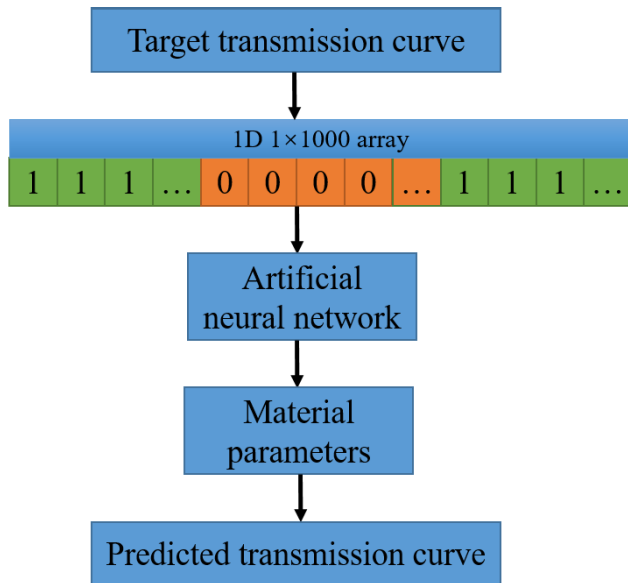 Target transmission curve
1D 1×1000 array
1 1 1 … 0 0 0 0 … 1 1 1 …
Artificial
neural network
Material
parameters
Predicted transmission curve